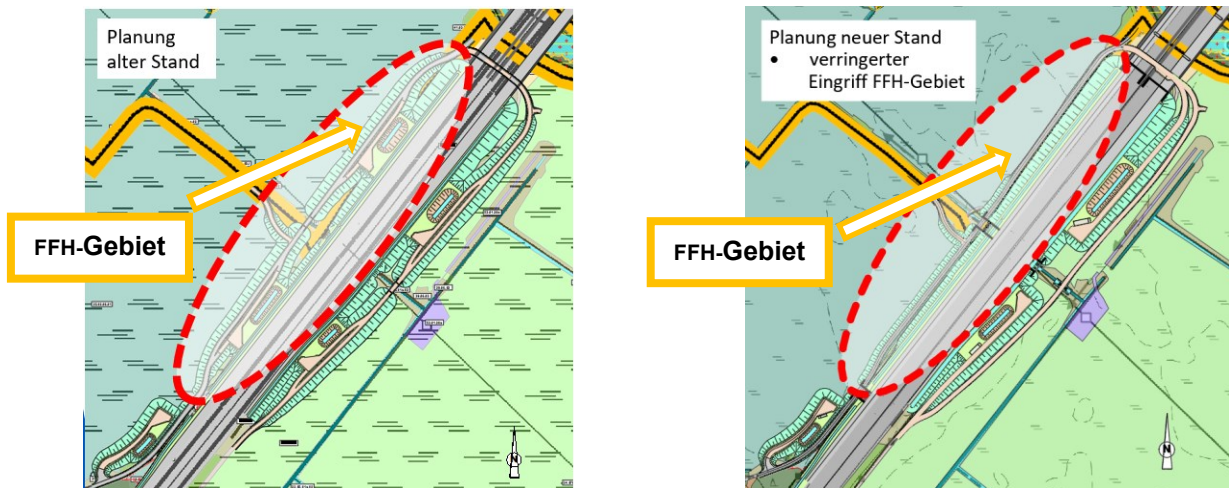 Planung
alter Stand
FFH-Gebiet
N
Planung neuer Stand
• verringerter
Eingriff FFH-Gebiet
FFH-Gebiet
N